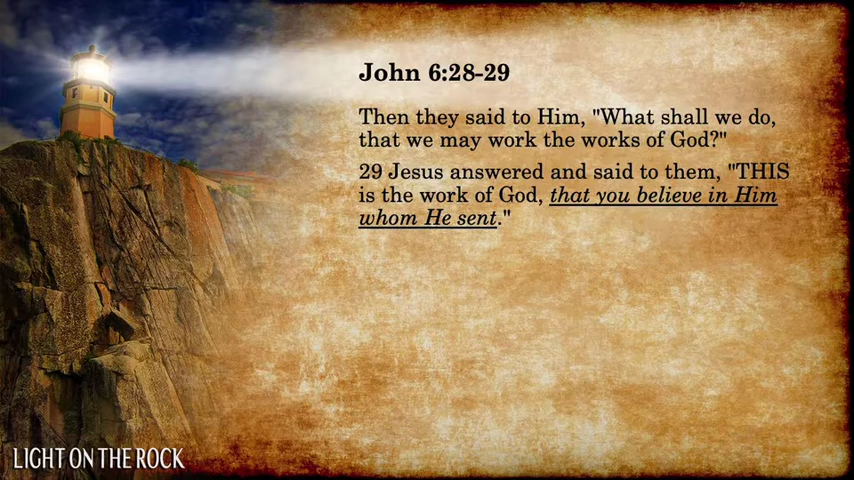 John 6:28-29
Then they said to Him, "What shall we do,
that we may work the works of God?"
29 Jesus answered and said to them, "THIS
is the work of God, that you believe in Him
whom He sent."
LIGHT ON THE ROCK